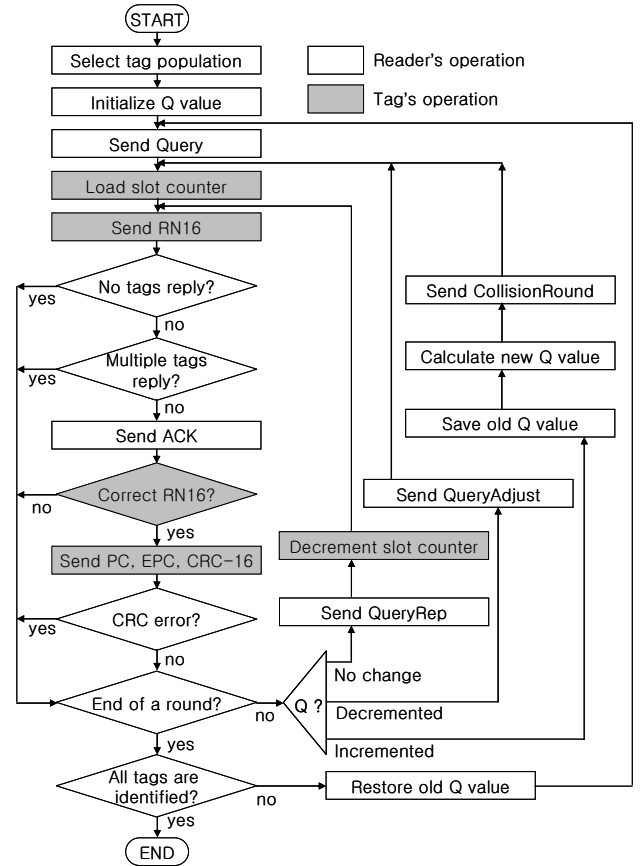 START
Select tag population
Reader's operation
Initialize Q value
Tag's operation
Send Query
Load slot counter
Send RN16
No tags reply?
yes
no
Send CollisionRound
Multiple tags
reply?
yes
no
Calculate new Q value
Save old Q value
Send ACK
Correct RN16?
no
yes
Send QueryAdjust
Send PC, EPC, CRC-16
Decrement slot counter
CRC error?
yes
no
Send QueryRep
End of a round?
no
yes
Q ?
No change
Decremented
Incremented
All tags are
identified?
no
yes
Restore old Q value
END